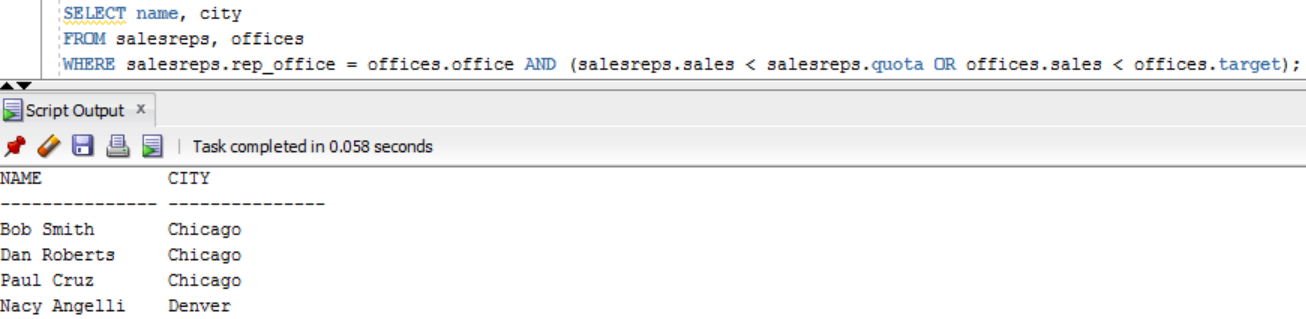 SELECT name, city
FROM salesreps, offices
WHERE salesreps.rep_office = offices.office AND (salesreps.sales < salesreps.quota OR offices.sales < offices.target);
Script Output x
Task completed in 0.058 seconds
NAME CITY
--------------- ---------------
Bob Smith Chicago
Dan Roberts Chicago
Paul Cruz Chicago
Nacy Angelli Denver